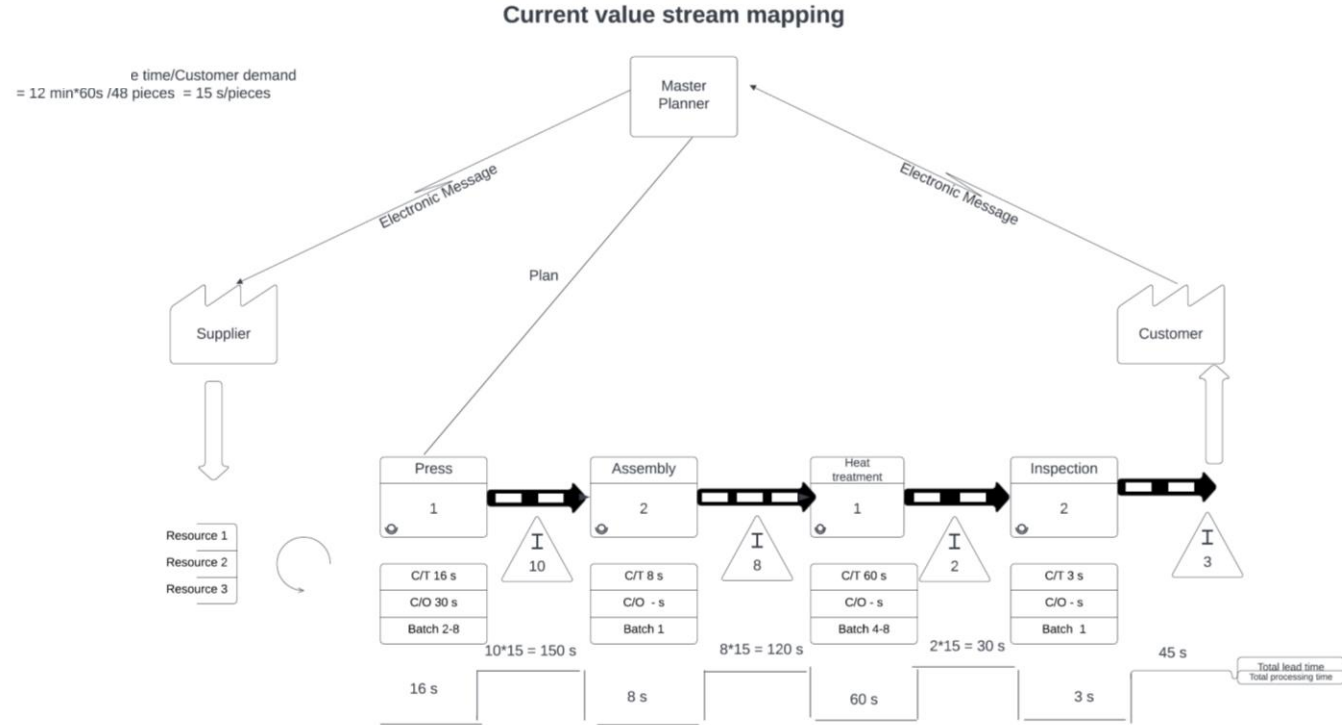 Current value stream mapping
e time/Customer demand
= 12 min*60s /48 pieces = 15 s/pieces
Master
Planner
Electronic Message
Electronic Message
Plan
Supplier
Customer
Press
1
Assembly
2
Heat
treatment
1
Inspection
2
I
10
I
8
I
2
I
3
Resource 1
Resource 2
Resource 3
C/T 16 s
C/O 30 s
Batch 2-8
C/T 8 s
C/O - s
Batch 1
C/T 60 s
C/O - s
Batch 4-8
C/T 3 s
C/O - s
Batch 1
10*15 = 150 s
8*15 = 120 s
2*15 = 30 s
45 s
16 s
8 s
60 s
3 s
Total lead time
Total processing time